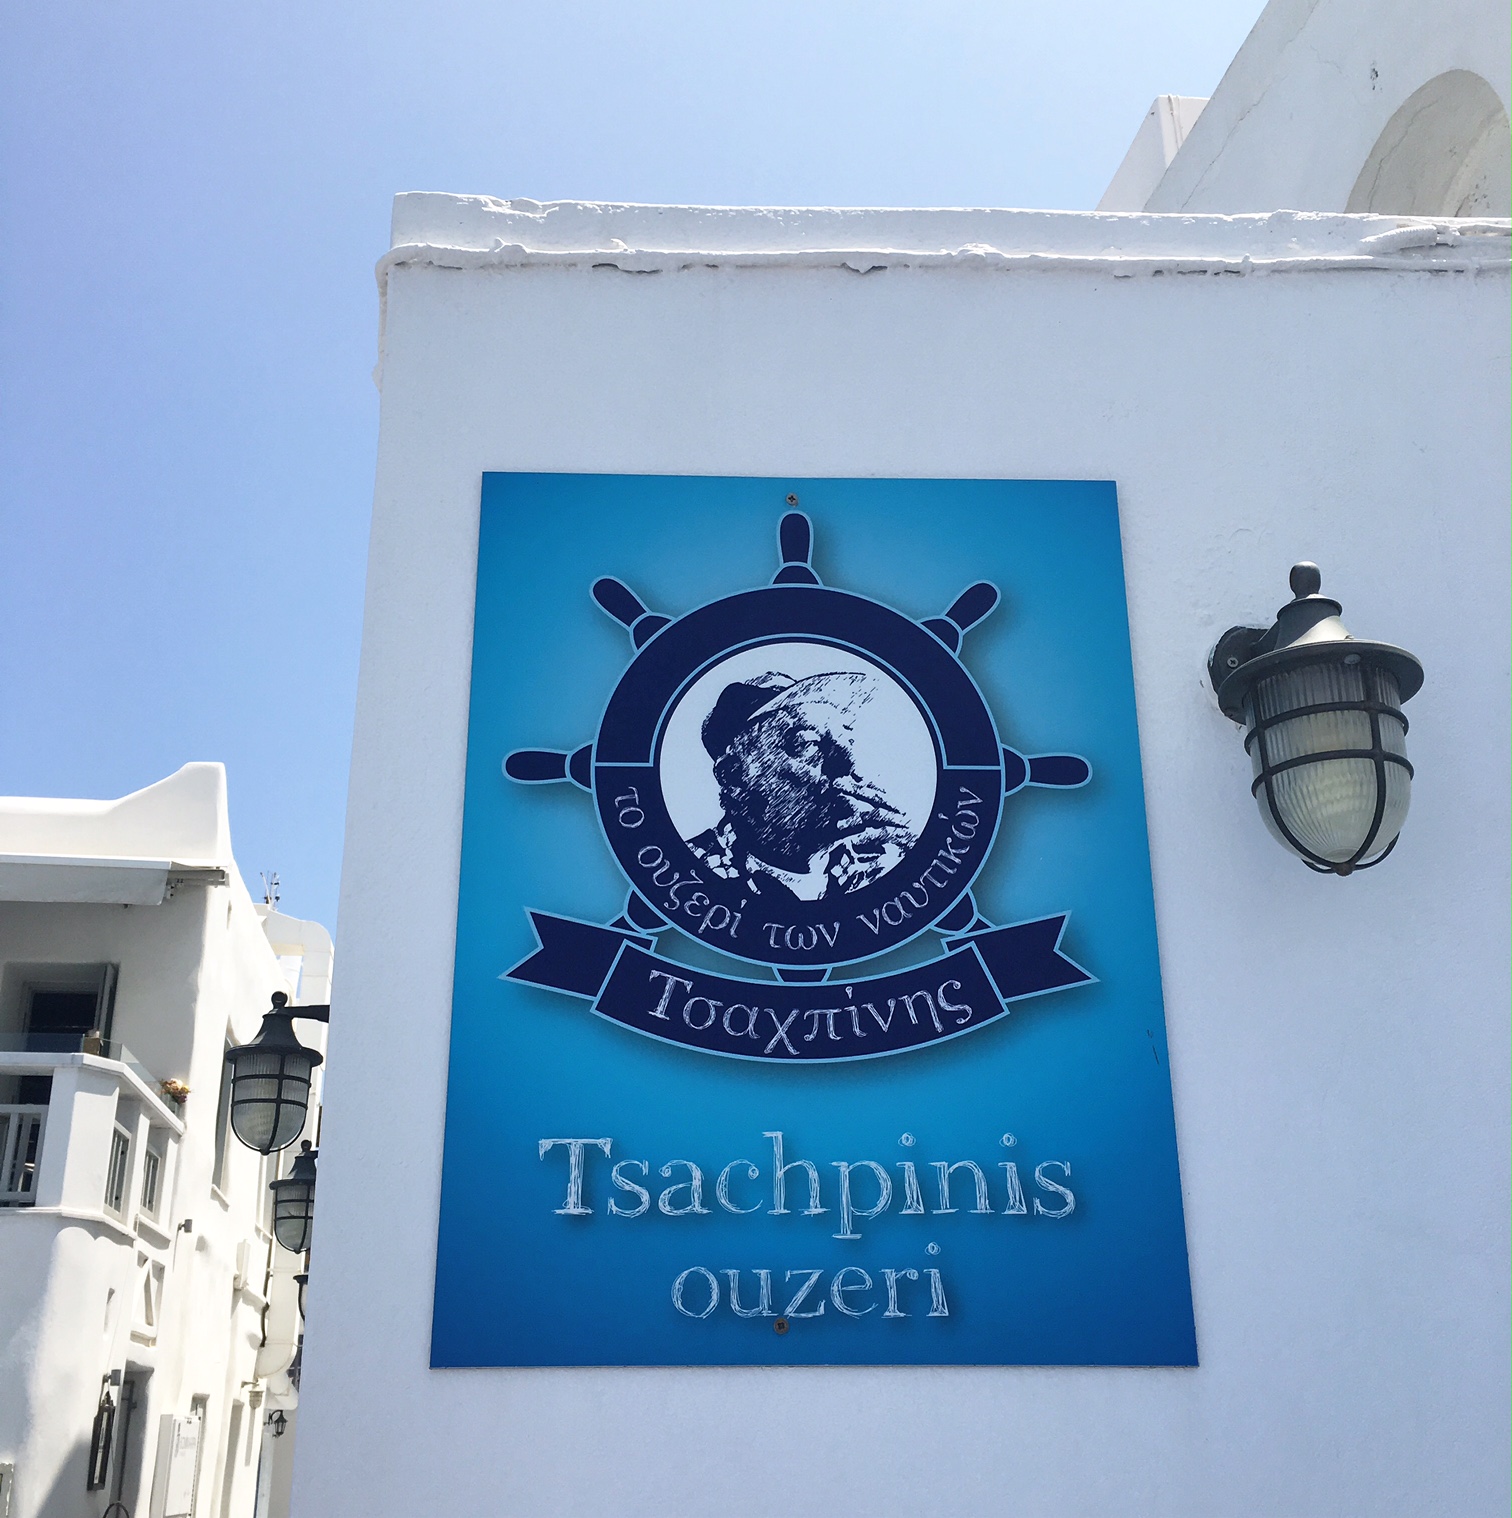 το ουζερί των ναυτικών
Τσαχπίνης
Tsachpinis
ouzeri